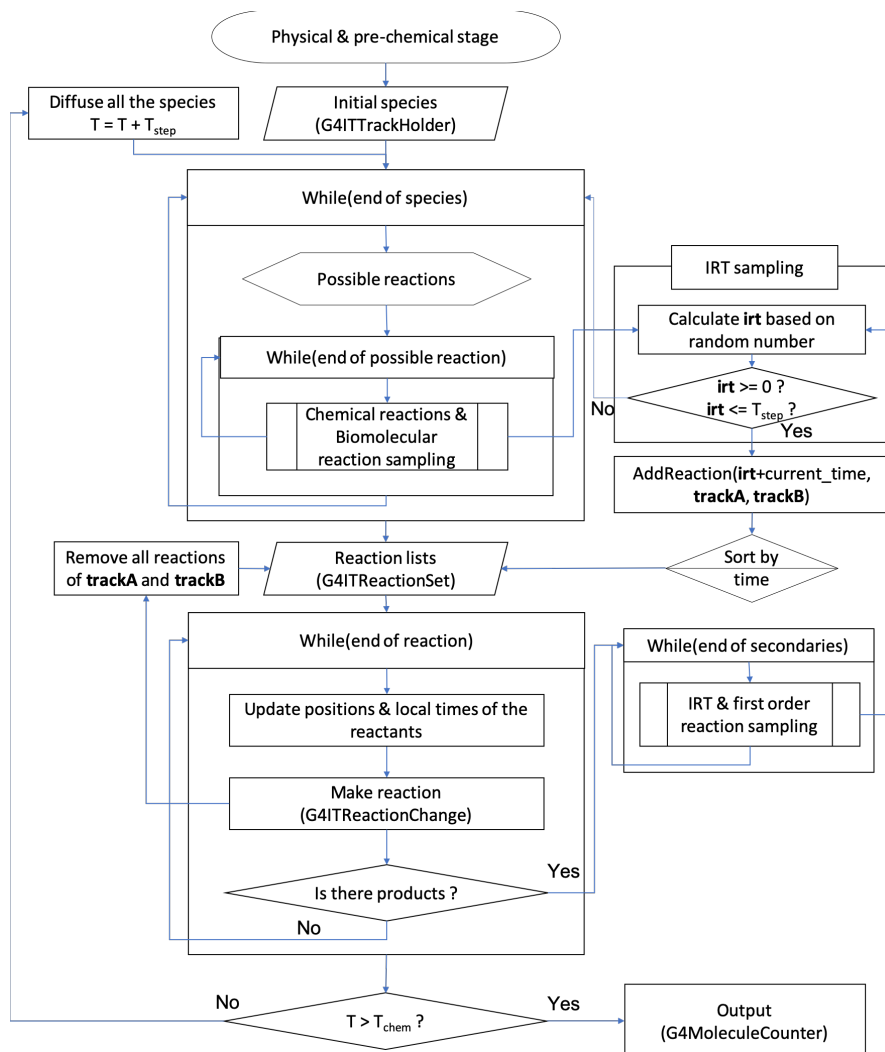 Physical & pre-chemical stage
Diffuse all the species
T = T + Tstep
Initial species
(G4ITTrackHolder)
While(end of species)
Possible reactions
IRT sampling
Calculate irt based on
random number
While(end of possible reaction)
irt >= 0 ?
irt <= Tstep ?
No
Yes
Chemical reactions &
Biomolecular
reaction sampling
AddReaction(irt+current_time,
trackA, trackB)
Remove all reactions
of trackA and trackB
Reaction lists
(G4ITReactionSet)
Sort by
time
While(end of reaction)
While(end of secondaries)
Update positions & local times of the
reactants
IRT & first order
reaction sampling
Make reaction
(G4ITReactionChange)
Is there products ?
Yes
No
No
T > Tchem ?
Yes
Output
(G4MoleculeCounter)